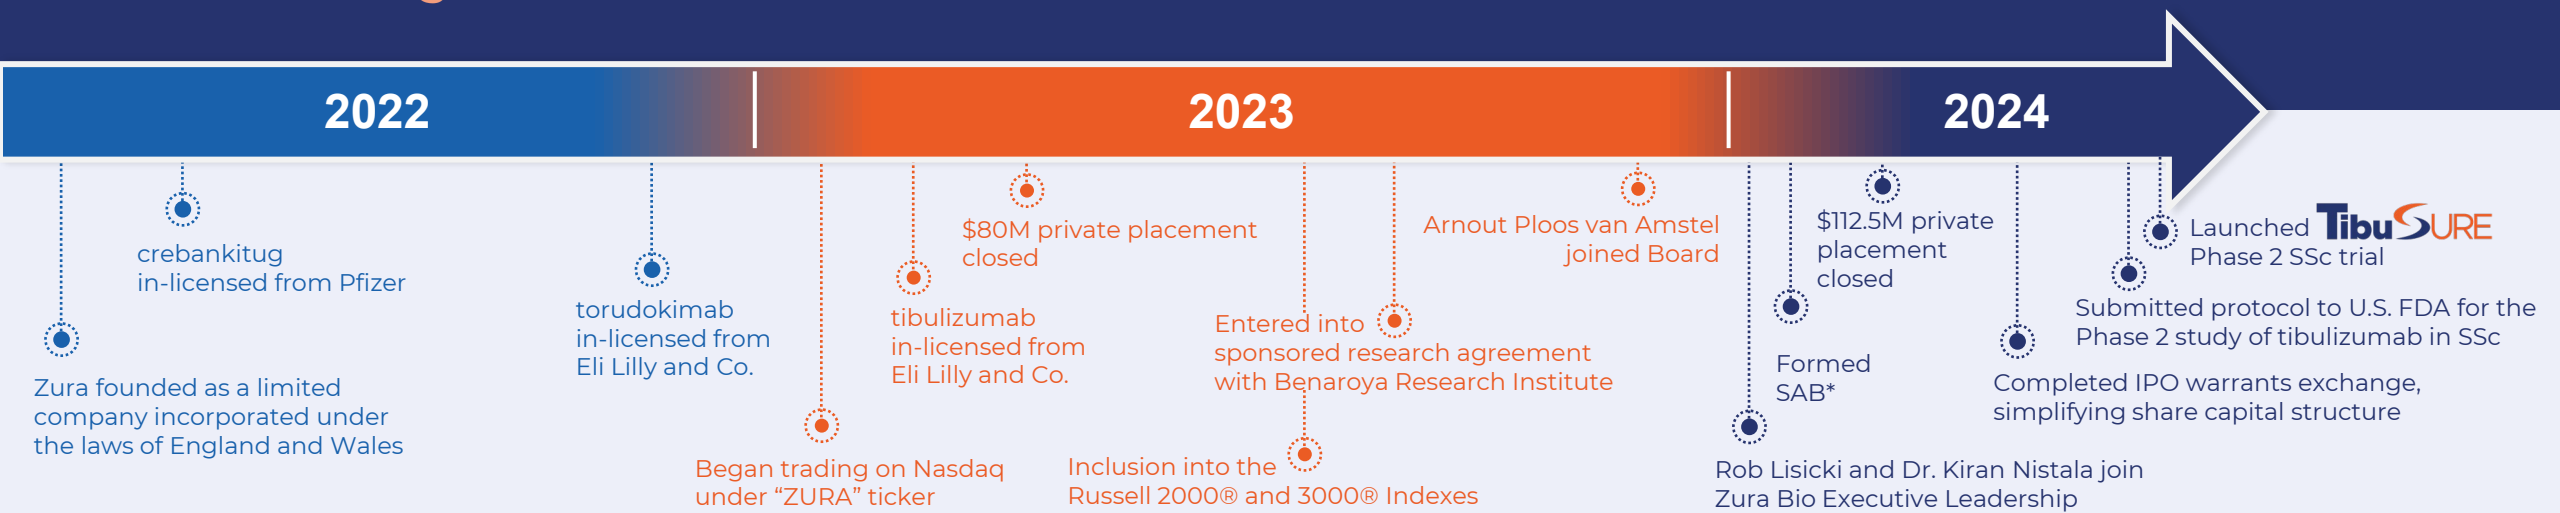 2022
2023
2024
crebankitug
in-licensed from Pfizer
Zura founded as a limited
company incorporated under
the laws of England and Wales
torudokimab
in-licensed from
Eli Lilly and Co.
Began trading on Nasdaq
under “ZURA” ticker
tibulizumab
in-licensed from
Eli Lilly and Co.
$80M private placement
closed
Inclusion into the
Russell 2000® and 3000® Indexes
Entered into
sponsored research agreement
with Benaroya Research Institute
Arnout Ploos van Amstel
joined Board
Rob Lisicki and Dr. Kiran Nistala join
Zura Bio Executive Leadership
Formed
SAB*
$112.5M private
placement
closed
Completed IPO warrants exchange,
simplifying share capital structure
Submitted protocol to U.S. FDA for the
Phase 2 study of tibulizumab in SSc
Launched TibuSURE
Phase 2 SSc trial